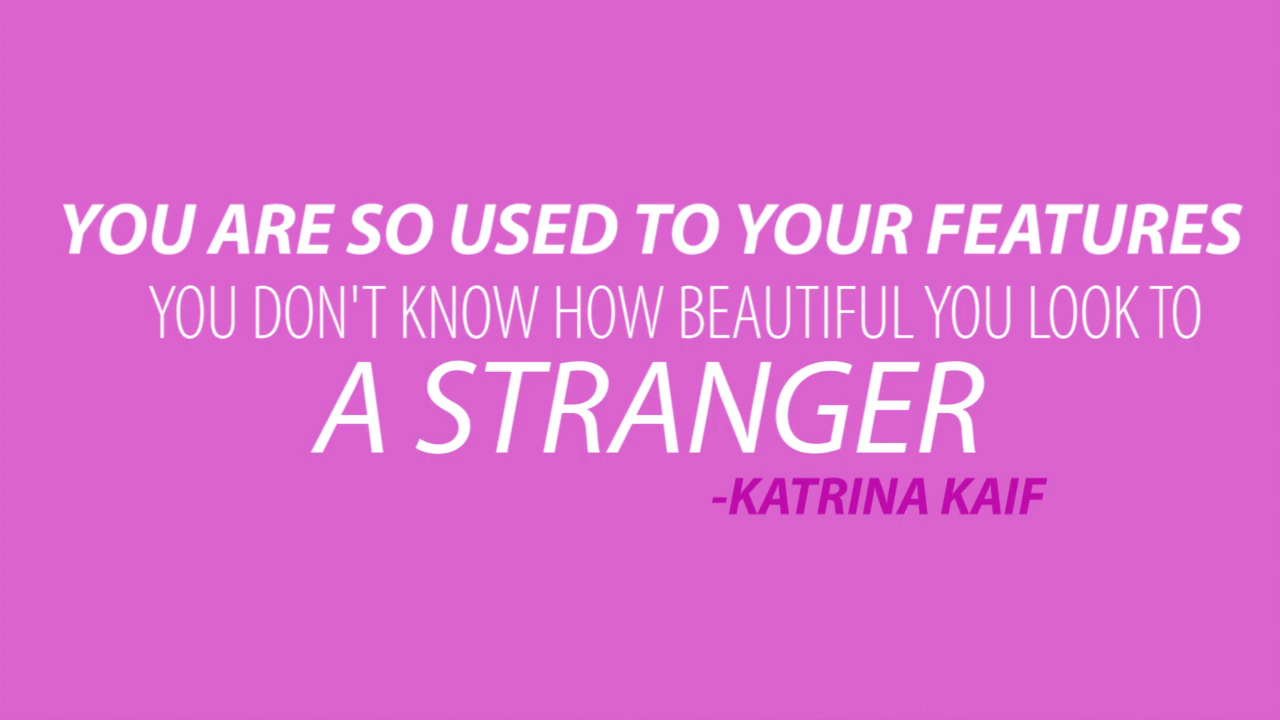 YOU ARE SO USED TO YOUR FEATURES
YOU DON'T KNOW HOW BEAUTIFUL YOU LOOK TO
A STRANGER
-KATRINA KAIF